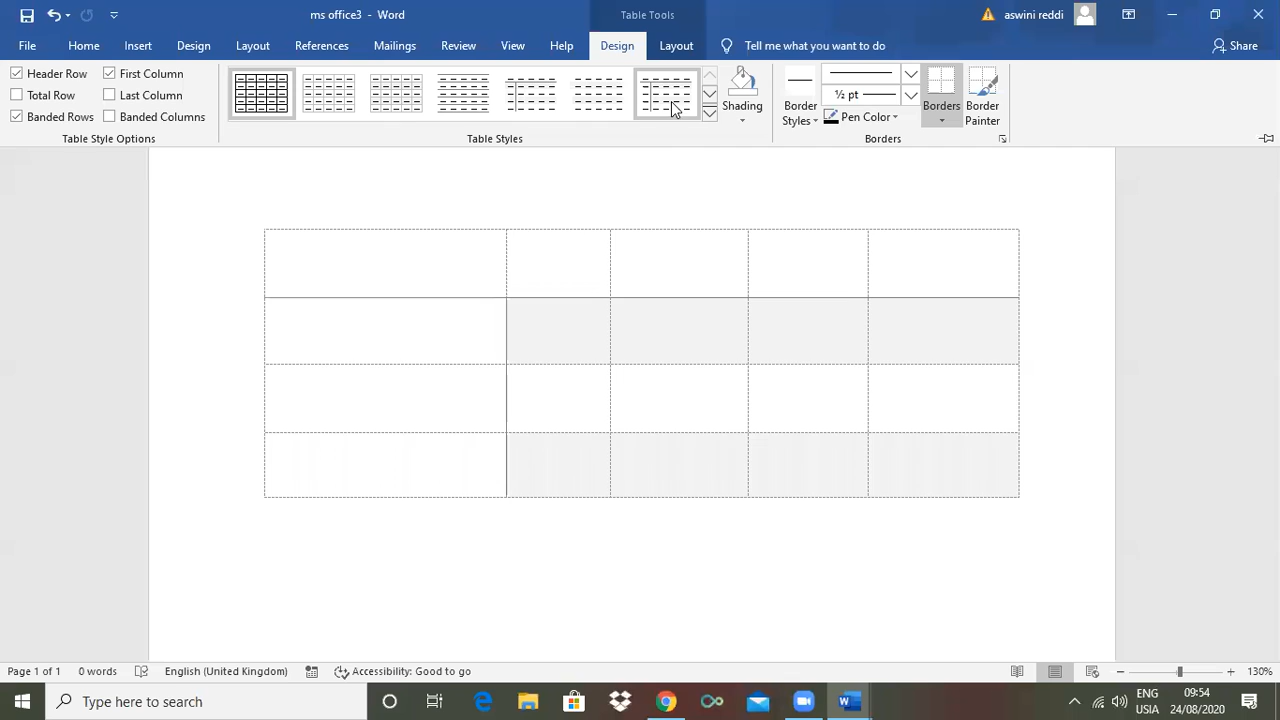 ms office3 - Word
Table Tools
aswini reddi
File
Home
Insert
Design
Layout
References
Mailings
Review
View
Help
Design
Layout
Tell me what you want to do
Share
Header Row
First Column
Total Row
Last Column
Banded Rows
Banded Columns
Table Style Options
Table Styles
Shading
Border
Styles
½ pt
Pen Color
Borders
Border
Painter
Borders
Page 1 of 1
0 words
English (United Kingdom)
Accessibility: Good to go
130%
Type here to search
ENG
USIA
09:54
24/08/2020